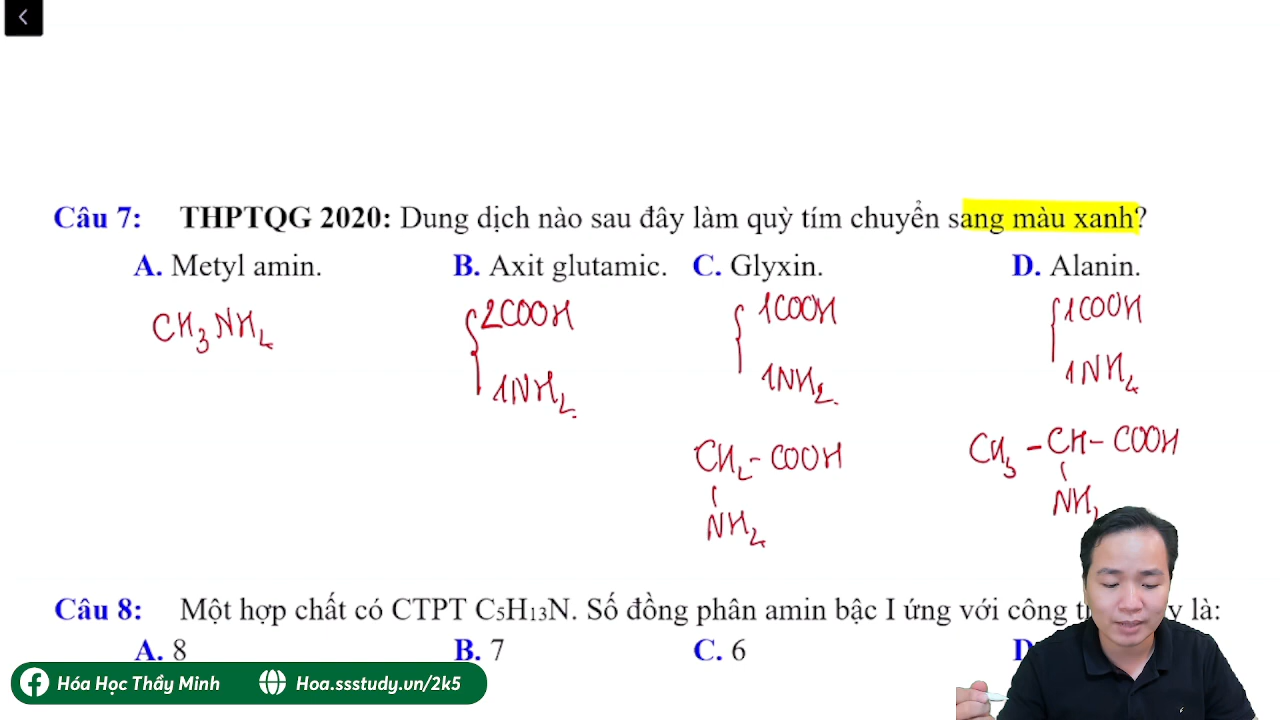 Câu 7: THPTQG 2020: Dung dịch nào sau đây làm quỳ tím chuyển sang màu xanh?
A. Metyl amin. B. Axit glutamic. C. Glyxin. D. Alanin.
CH3NH2 2COOH 1COOH 1COOH
1NH2 1NH2 1NH2
CH2-COOH CH3-CH-COOH
NH2 NH2
Câu 8: Một hợp chất có CTPT C5H13N. Số đồng phân amin bậc I ứng với công là:
A. 8 B. 7 C. 6 D
Hóa Học Thầy Minh Hoa.ssstudy.vn/2k5